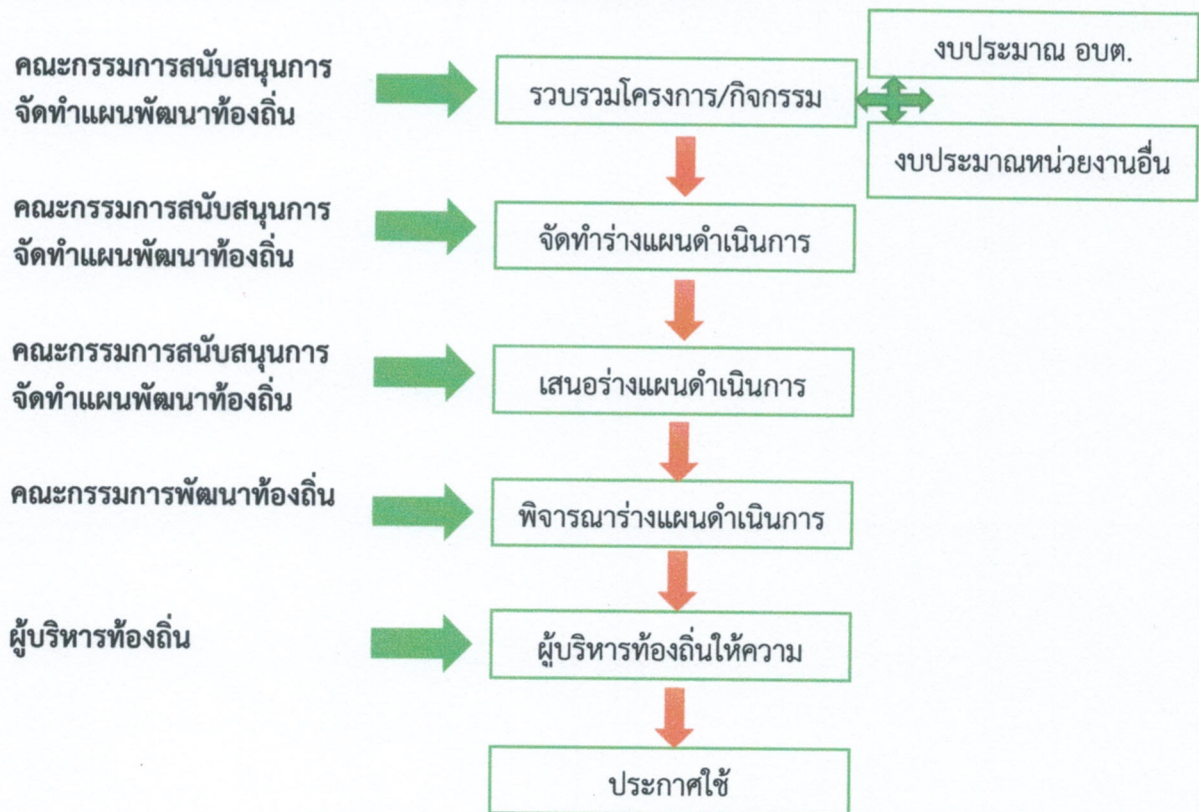 คณะกรรมการสนับสนุนการ
จัดทำแผนพัฒนาท้องถิ่น
รวบรวมโครงการ/กิจกรรม
งบประมาณ อบต.
งบประมาณหน่วยงานอื่น
คณะกรรมการสนับสนุนการ
จัดทำแผนพัฒนาท้องถิ่น
จัดทำร่างแผนดำเนินการ
คณะกรรมการสนับสนุนการ
จัดทำแผนพัฒนาท้องถิ่น
เสนอร่างแผนดำเนินการ
คณะกรรมการพัฒนาท้องถิ่น
พิจารณาร่างแผนดำเนินการ
ผู้บริหารท้องถิ่น
ผู้บริหารท้องถิ่นให้ความ
ประกาศใช้